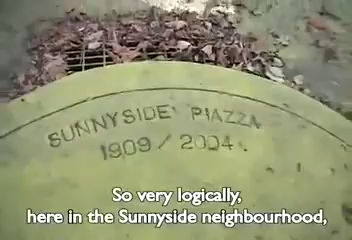 SUNNYSIDE PIAZZA
1909/2004.
So very logically,
here in the Sunnyside neighbourhood,